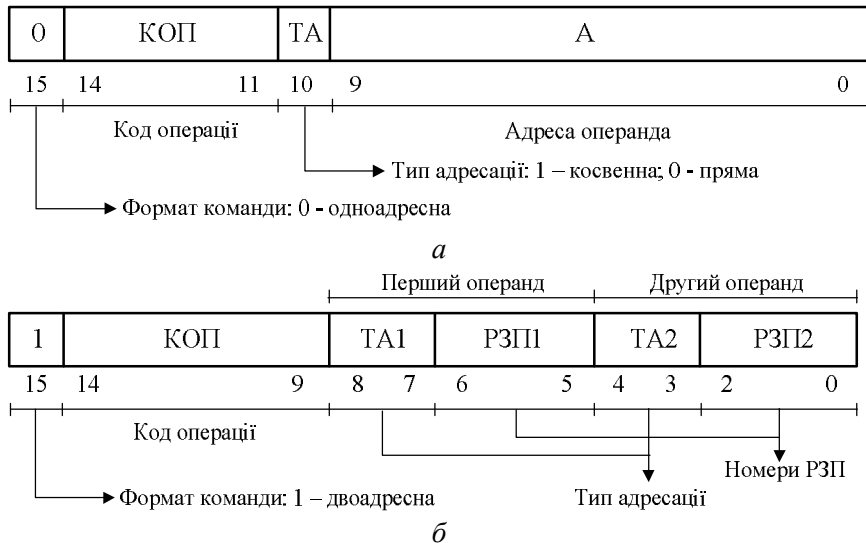 0 КОП ТА А
15 14 11 10 9 0
Код операції Адреса операнда
Тип адресації: 1 – косвенна; 0 - пряма
Формат команди: 0 - одноадресна
а
Перший операнд Другий операнд
1 КОП ТА1 РЗП1 ТА2 РЗП2
15 14 9 8 7 6 5 4 3 2 0
Код операції
Номери РЗП
Формат команди: 1 – двоадресна Тип адресації
б